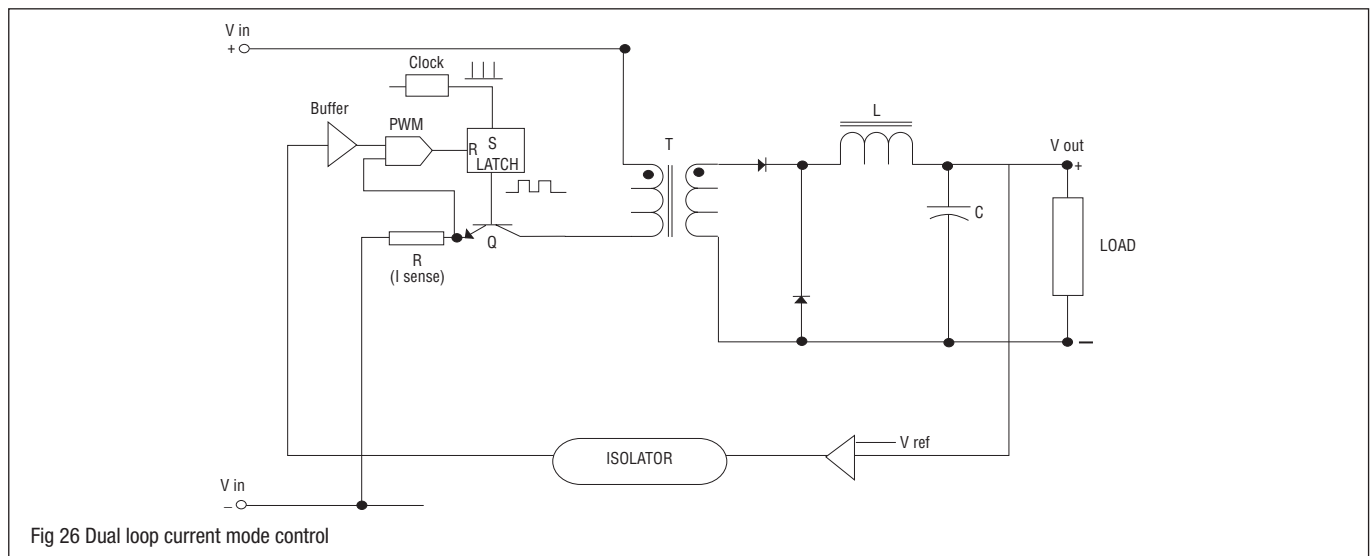 V in
+
Clock
Buffer
PWM
S
R
LATCH
T
L
V out
+
Q
C
R
(I sense)
LOAD
–
V ref
ISOLATOR
V in
–
Fig 26 Dual loop current mode control